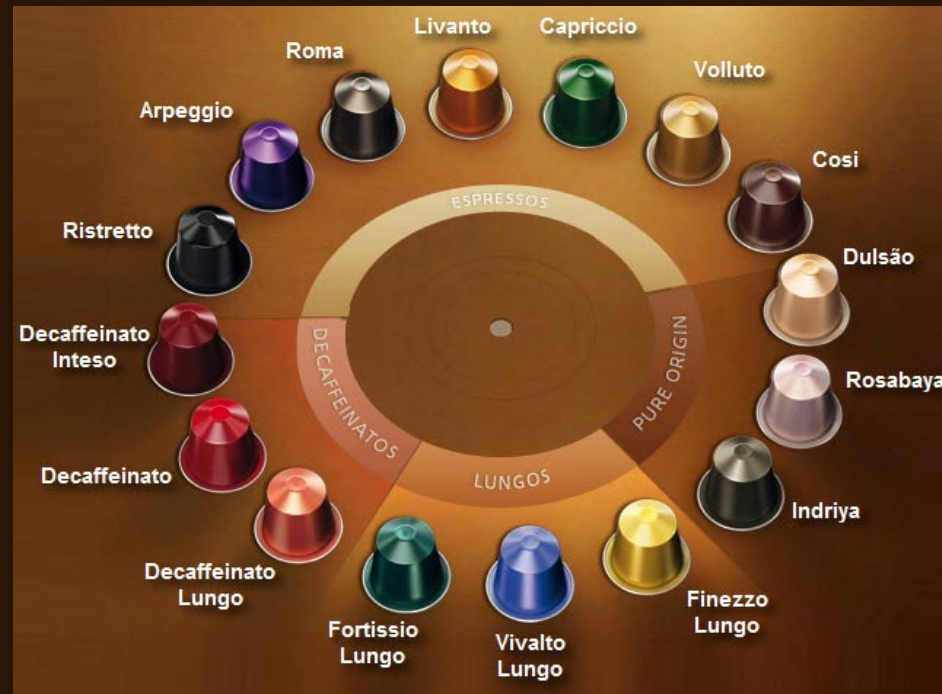 Livanto
Capriccio
Roma
Volluto
Arpeggio
Cosi
Ristretto
Dulsão
Decaffeinato
Inteso
Rosabaya
Decaffeinato
Indriya
Decaffeinato
Lungo
Finezzo
Lungo
Fortissio
Lungo
Vivalto
Lungo
ESPRESSOS
DECAFFEINATOS
PURE ORIGIN
LUNGOS